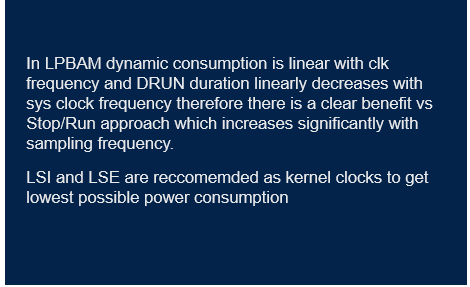 In LPBAM dynamic consumption is linear with clk
frequency and DRUN duration linearly decreases with
sys clock frequency therefore there is a clear benefit vs
Stop/Run approach which increases significantly with
sampling frequency.
LSI and LSE are reccomemded as kernel clocks to get
lowest possible power consumption